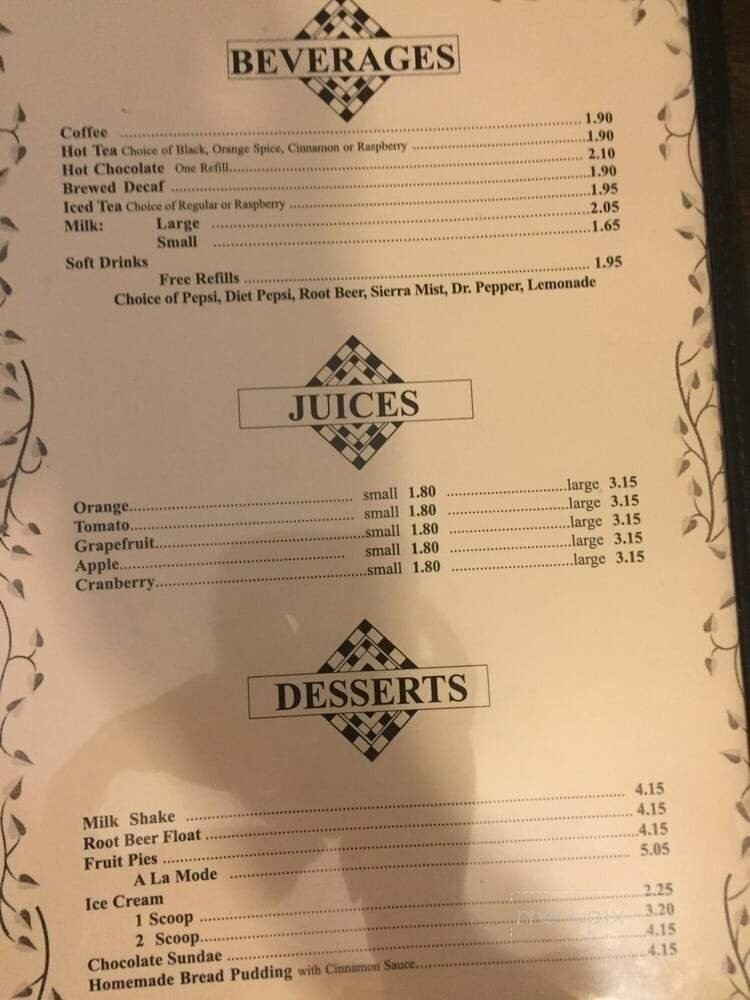 BEVERAGES
Coffee ........ 1.90
Hot Tea Choice of Black, Orange Spice, Cinnamon or Raspberry ........ 1.90
Hot Chocolate One Refill ........ 2.10
Brewed Decaf ........ 1.90
Iced Tea Choice of Regular or Raspberry ........ 1.95
Milk: Large ........ 2.05
Small ........ 1.65
Soft Drinks
Free Refills ........ 1.95
Choice of Pepsi, Diet Pepsi, Root Beer, Sierra Mist, Dr. Pepper, Lemonade
JUICES
Orange ........ small 1.80 ........ large 3.15
Tomato ........ small 1.80 ........ large 3.15
Grapefruit ........ small 1.80 ........ large 3.15
Apple ........ small 1.80 ........ large 3.15
Cranberry ........ small 1.80 ........ large 3.15
DESSERTS
Milk Shake ........ 4.15
Root Beer Float ........ 4.15
Fruit Pies ........ 4.15
A La Mode ........ 5.05
Ice Cream
1 Scoop ........ 2.25
2 Scoop ........ 3.20
Chocolate Sundae ........ 4.15
Homemade Bread Pudding with Cinnamon Sauce ........ 4.15